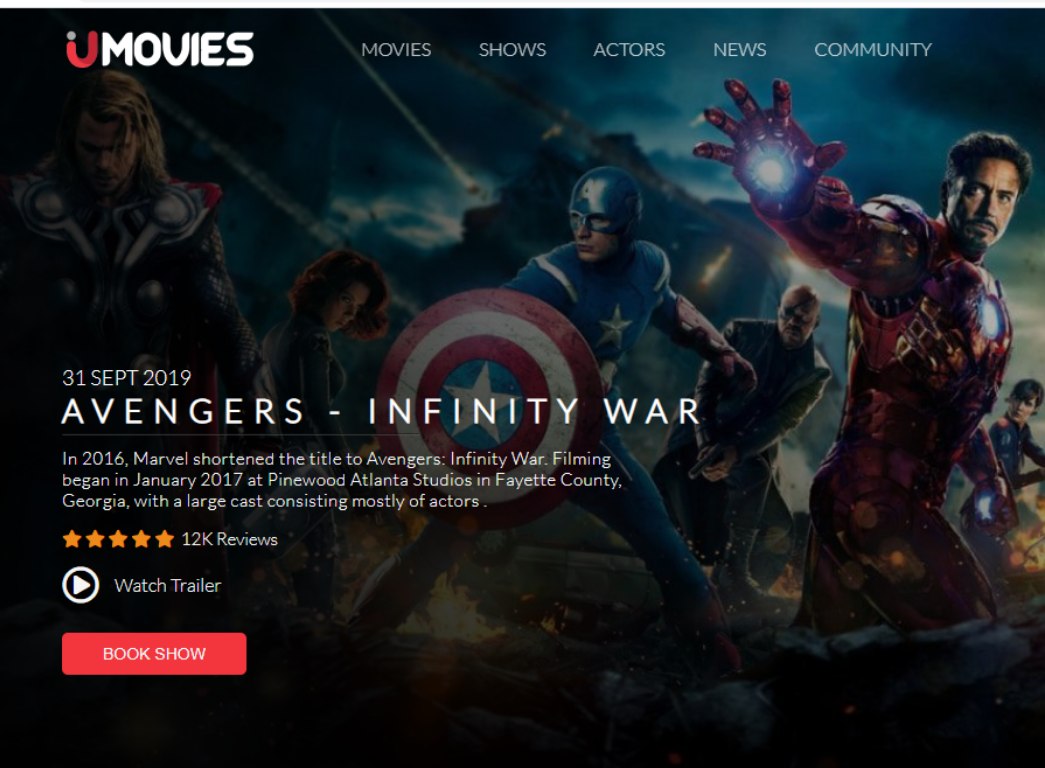 UMOVIES
MOVIES SHOWS ACTORS NEWS COMMUNITY
31 SEPT 2019
AVENGERS - INFINITY WAR
In 2016, Marvel shortened the title to Avengers: Infinity War. Filming
began in January 2017 at Pinewood Atlanta Studios in Fayette County,
Georgia, with a large cast consisting mostly of actors .
12K Reviews
Watch Trailer
BOOK SHOW